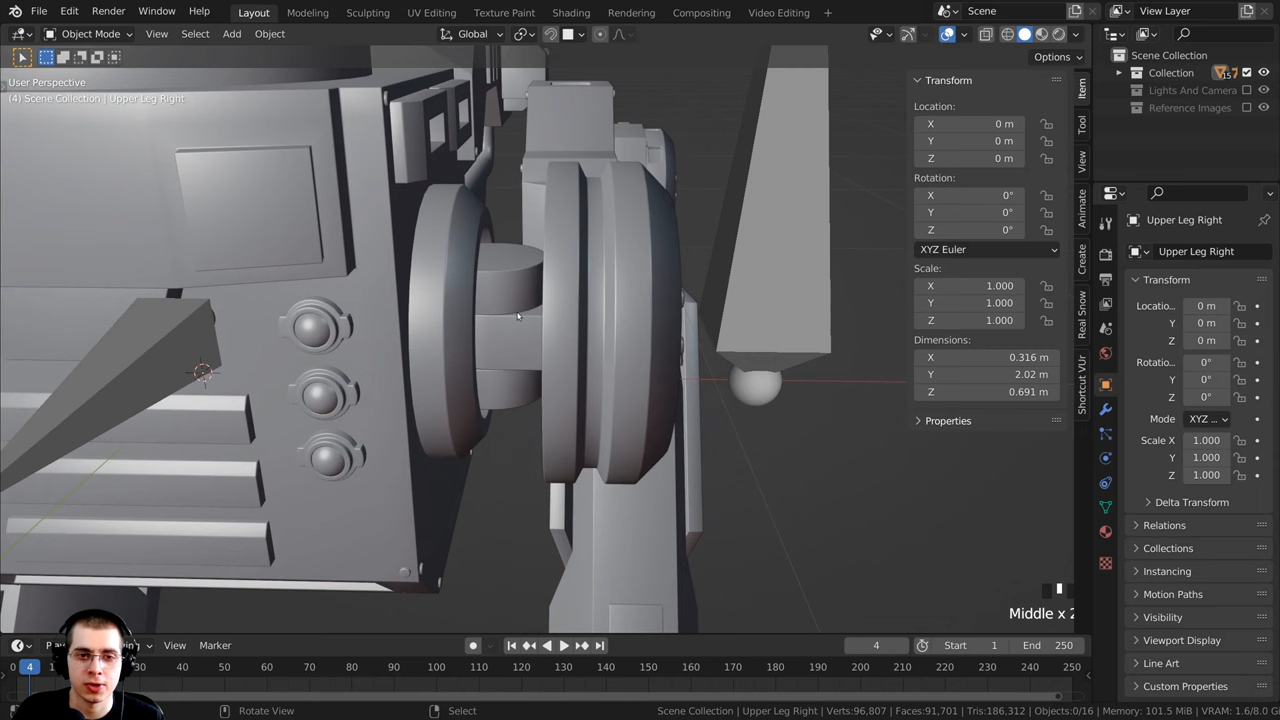 File Edit Render Window Help Layout Modeling Sculpting UV Editing Texture Paint Shading Rendering Compositing Video Editing Scene View Layer
Object Mode View Select Add Object Global
Options
User Perspective
(4) Scene Collection | Upper Leg Right
Transform
Location:
X 0 m
Y 0 m
Z 0 m
Rotation:
X 0°
Y 0°
Z 0°
XYZ Euler
Scale:
X 1.000
Y 1.000
Z 1.000
Dimensions:
X 0.316 m
Y 2.02 m
Z 0.691 m
Properties
Item
Tool
View
Animate
Create
Real Snow
Shortcut VUr
Scene Collection
Collection 15
Lights And Camera
Reference Images
Upper Leg Right
Upper Leg Right
Transform
Locatio... X 0 m
Y 0 m
Z 0 m
Rotation X 0°
Y 0°
Z 0°
Mode XYZ ...
Scale X 1.000
Y 1.000
Z 1.000
Delta Transform
Relations
Collections
Instancing
Motion Paths
Visibility
Viewport Display
Line Art
Custom Properties
Middle x 2
View Marker 4 Start 1 End 250
0 4 30 40 50 60 70 80 90 100 110 120 130 140 150 160 170 180 190 200 210 220 230 240 250
Rotate View Select Scene Collection | Upper Leg Right | Verts:96,807 | Faces:91,701 | Tris:186,312 | Objects:0/16 | Memory: 101.5 MiB | VRAM: 1.6/8.0 G